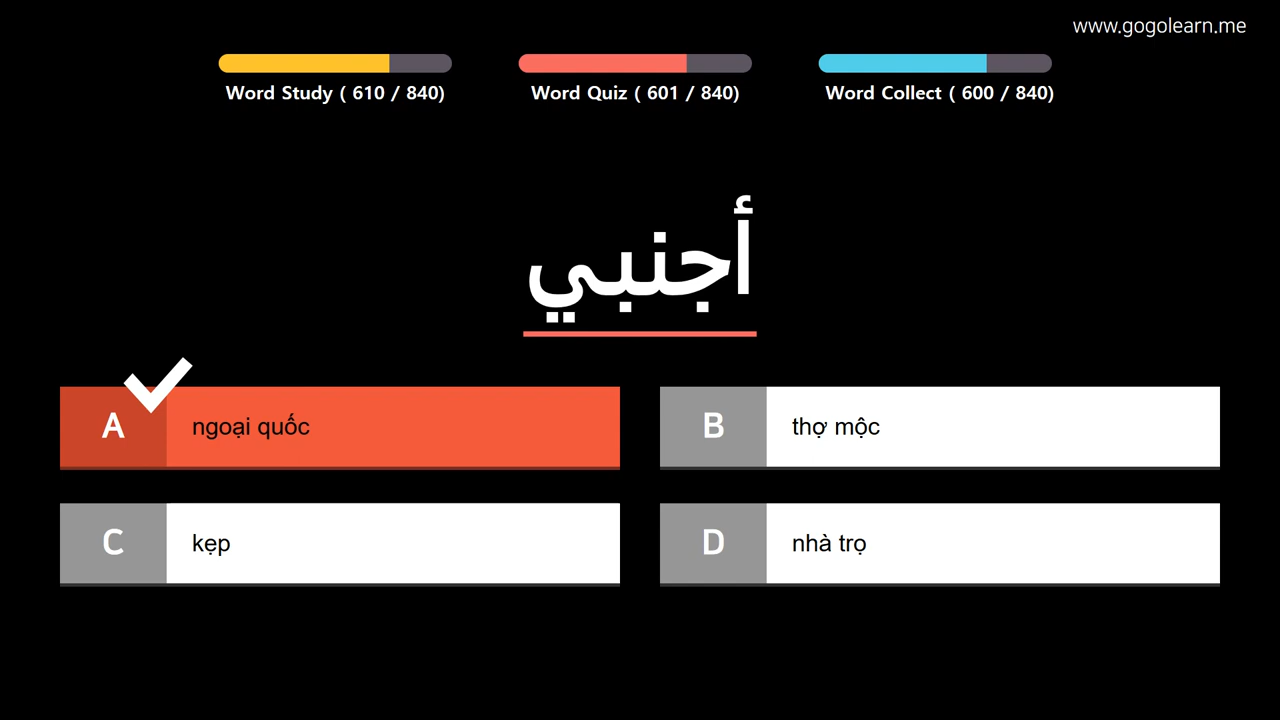 www.gogolearn.me
Word Study ( 610 / 840)
Word Quiz ( 601 / 840)
Word Collect ( 600 / 840)
أجنبي
A ngoại quốc
B thợ mộc
C kẹp
D nhà trọ